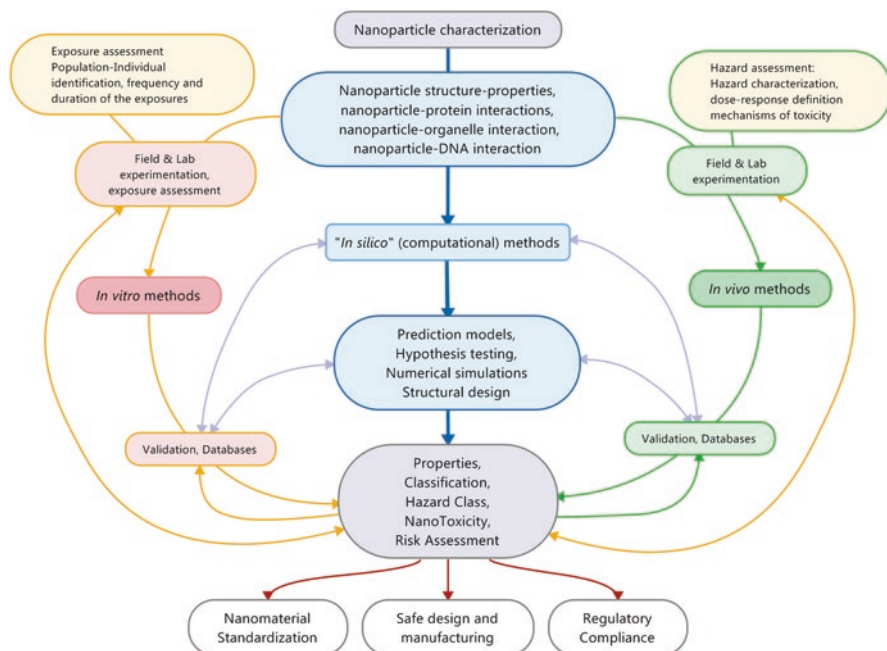 Nanoparticle characterization
Exposure assessment
Population-Individual
identification, frequency and
duration of the exposures
Nanoparticle structure-properties,
nanoparticle-protein interactions,
nanoparticle-organelle interaction,
nanoparticle-DNA interaction
Hazard assessment:
Hazard characterization,
dose-response definition
mechanisms of toxicity
Field & Lab
experimentation,
exposure assessment
Field & Lab
experimentation
"In silico" (computational) methods
In vitro methods
In vivo methods
Prediction models,
Hypothesis testing,
Numerical simulations
Structural design
Validation, Databases
Validation, Databases
Properties,
Classification,
Hazard Class,
NanoToxicity,
Risk Assessment
Nanomaterial
Standardization
Safe design and
manufacturing
Regulatory
Compliance